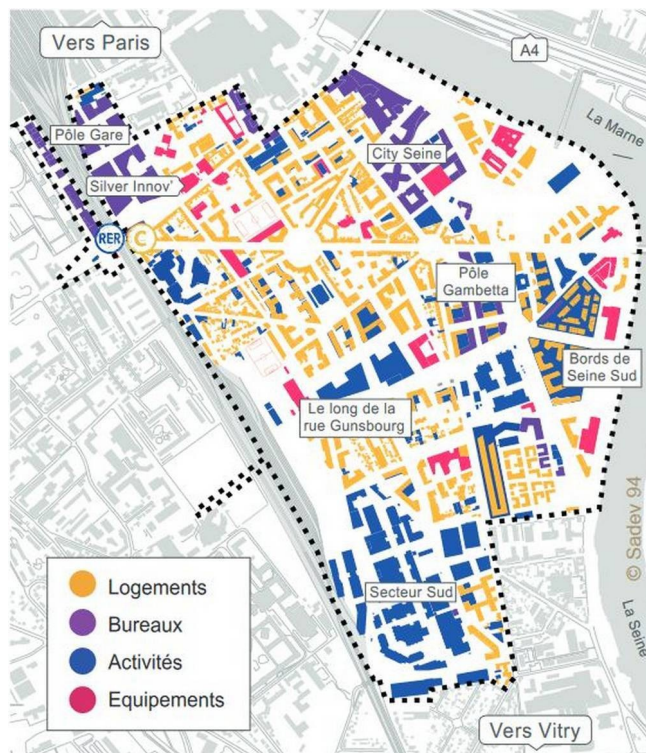 Vers Paris
A4
La Marne
Pôle Gare
City Seine
Silver Innov'
RER
C
Pôle
Gambetta
Bords de
Seine Sud
Le long de la
rue Gunsbourg
© Sadev 94
Secteur Sud
La Seine
Logements
Bureaux
Activités
Equipements
Vers Vitry